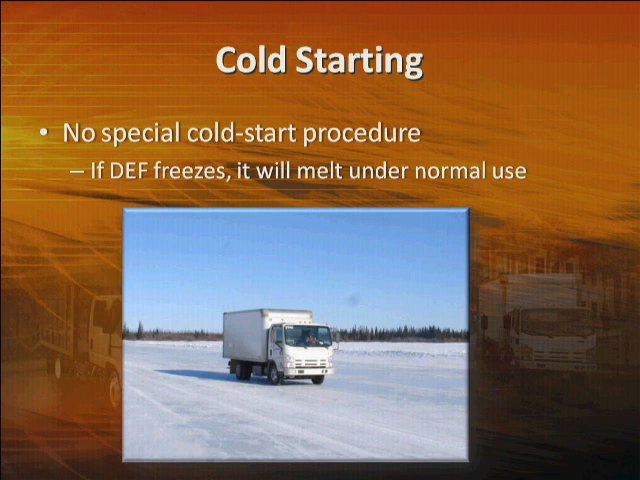 Cold Starting
• No special cold-start procedure
– If DEF freezes, it will melt under normal use